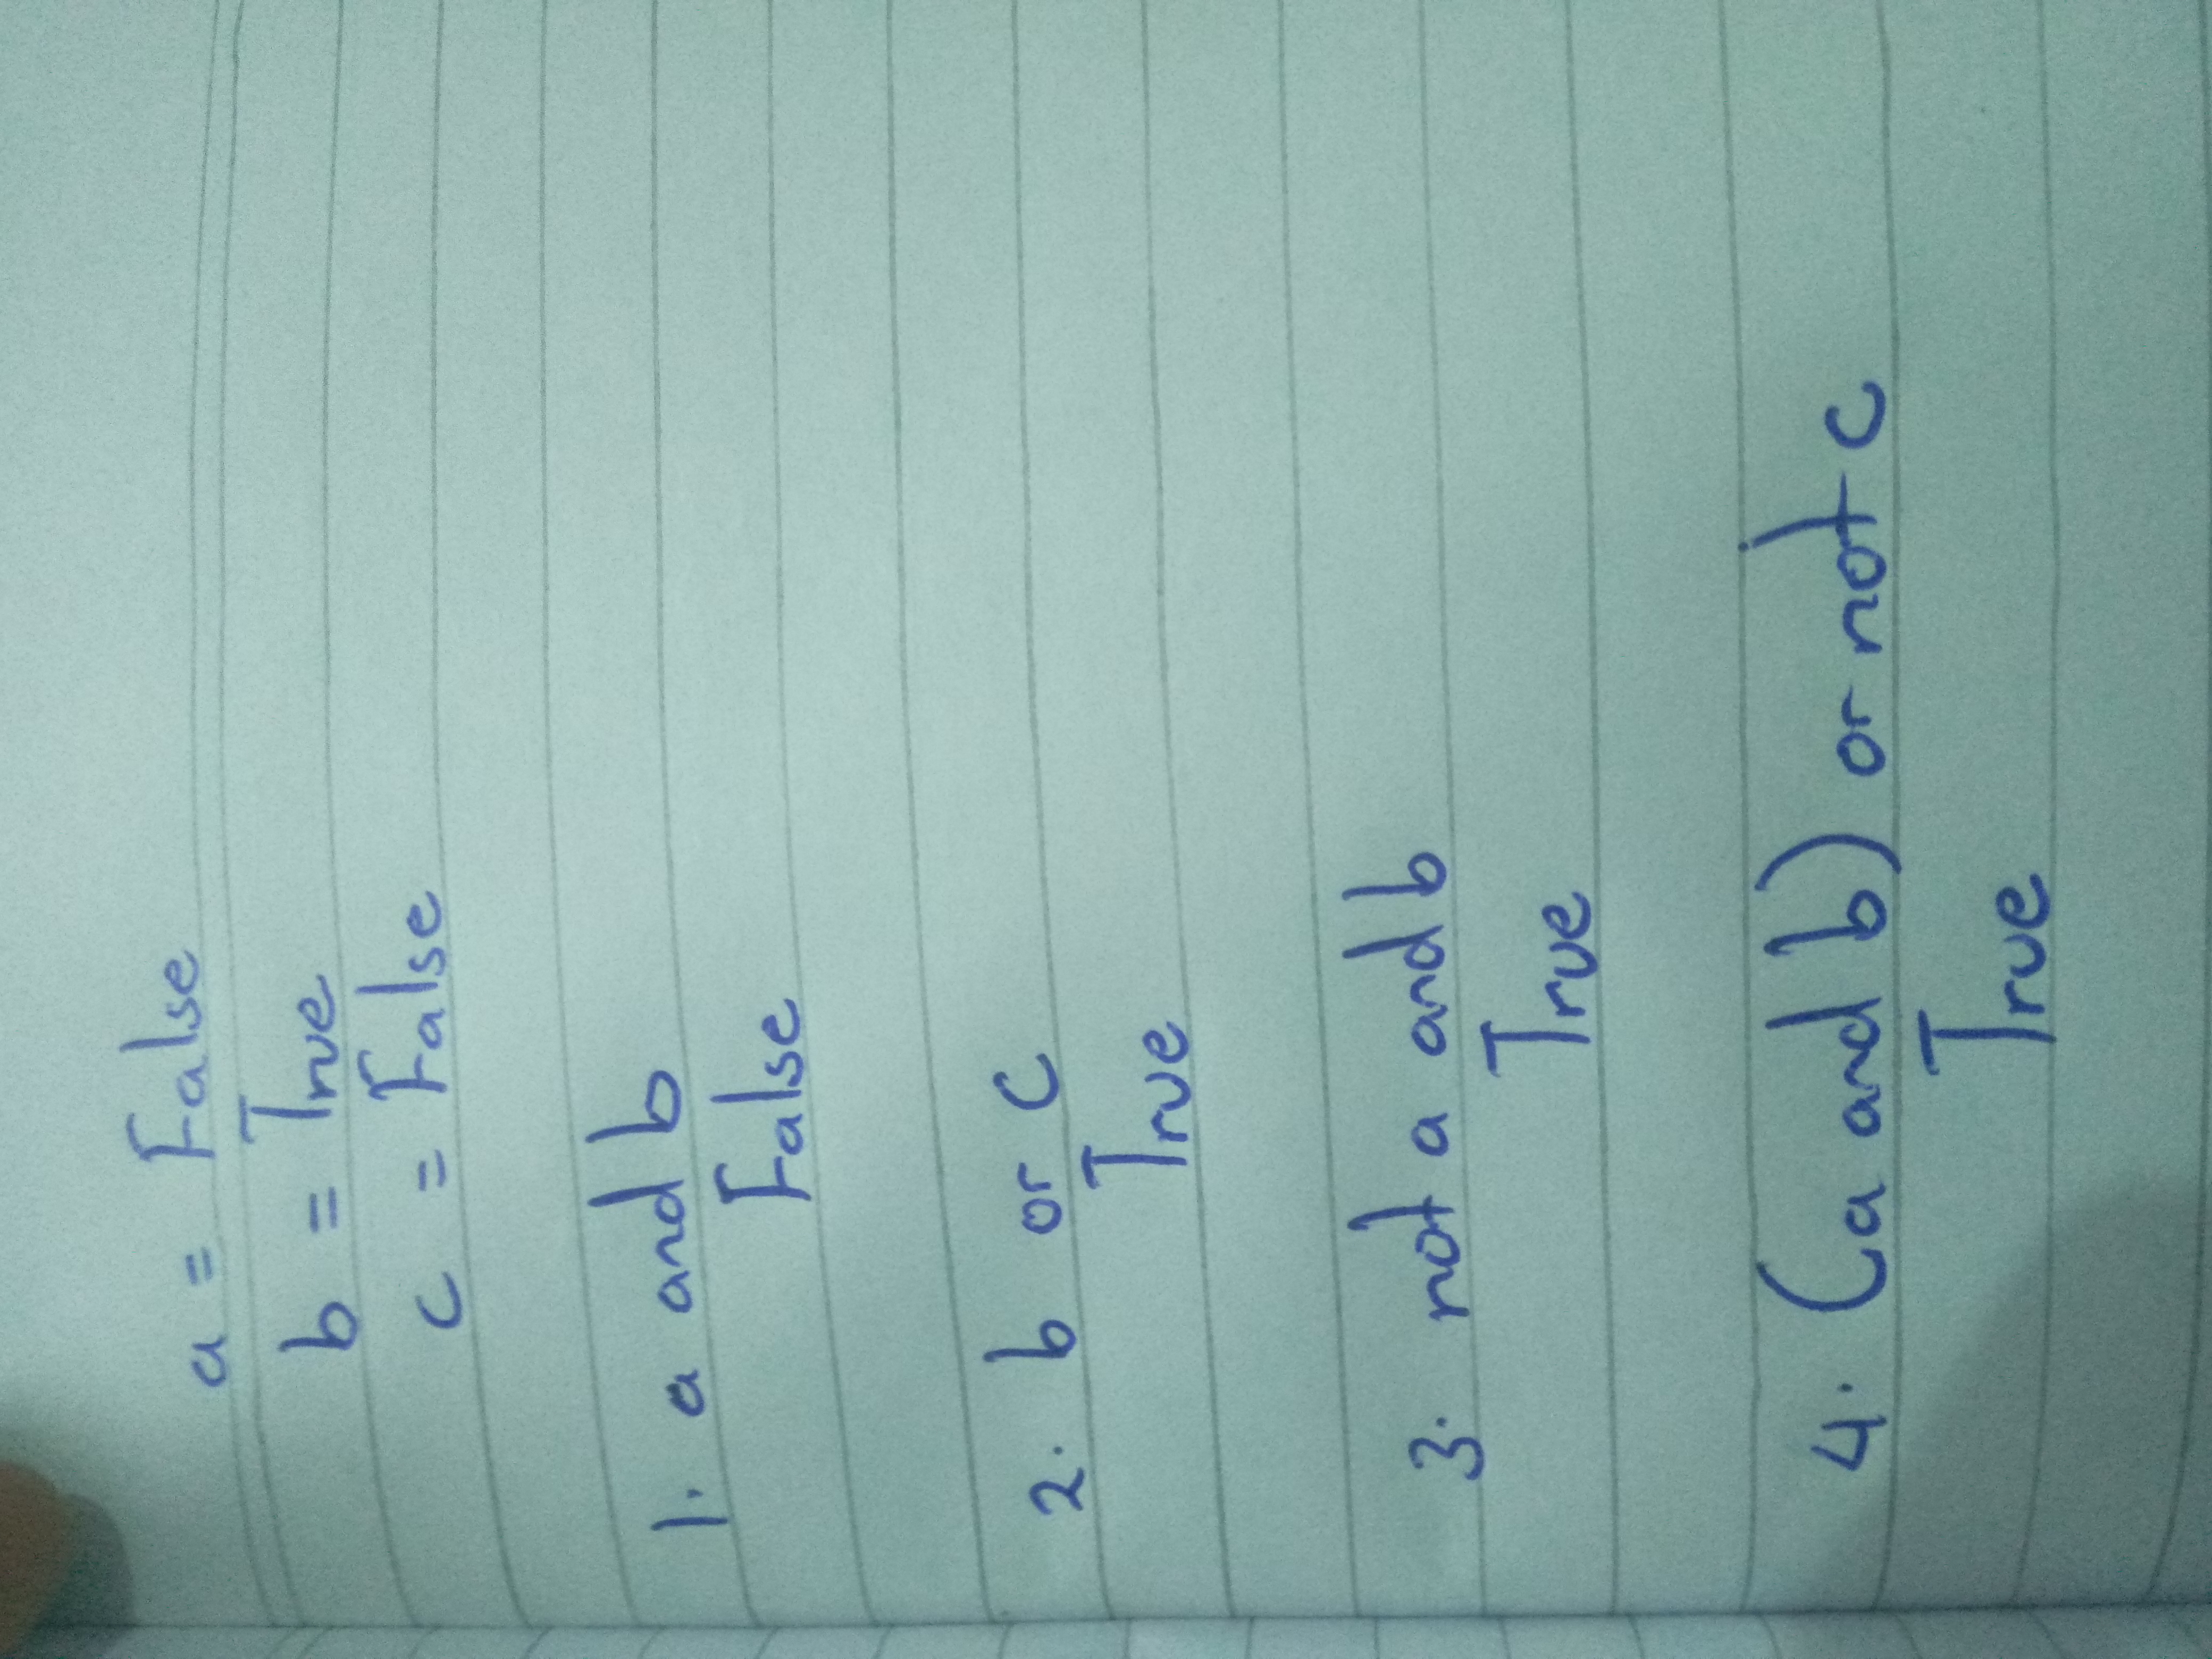 a = False
b = True
c = False
1. a and b
False
2. b or c
True
3. not a and b
True
4. (a and b) or not c
True